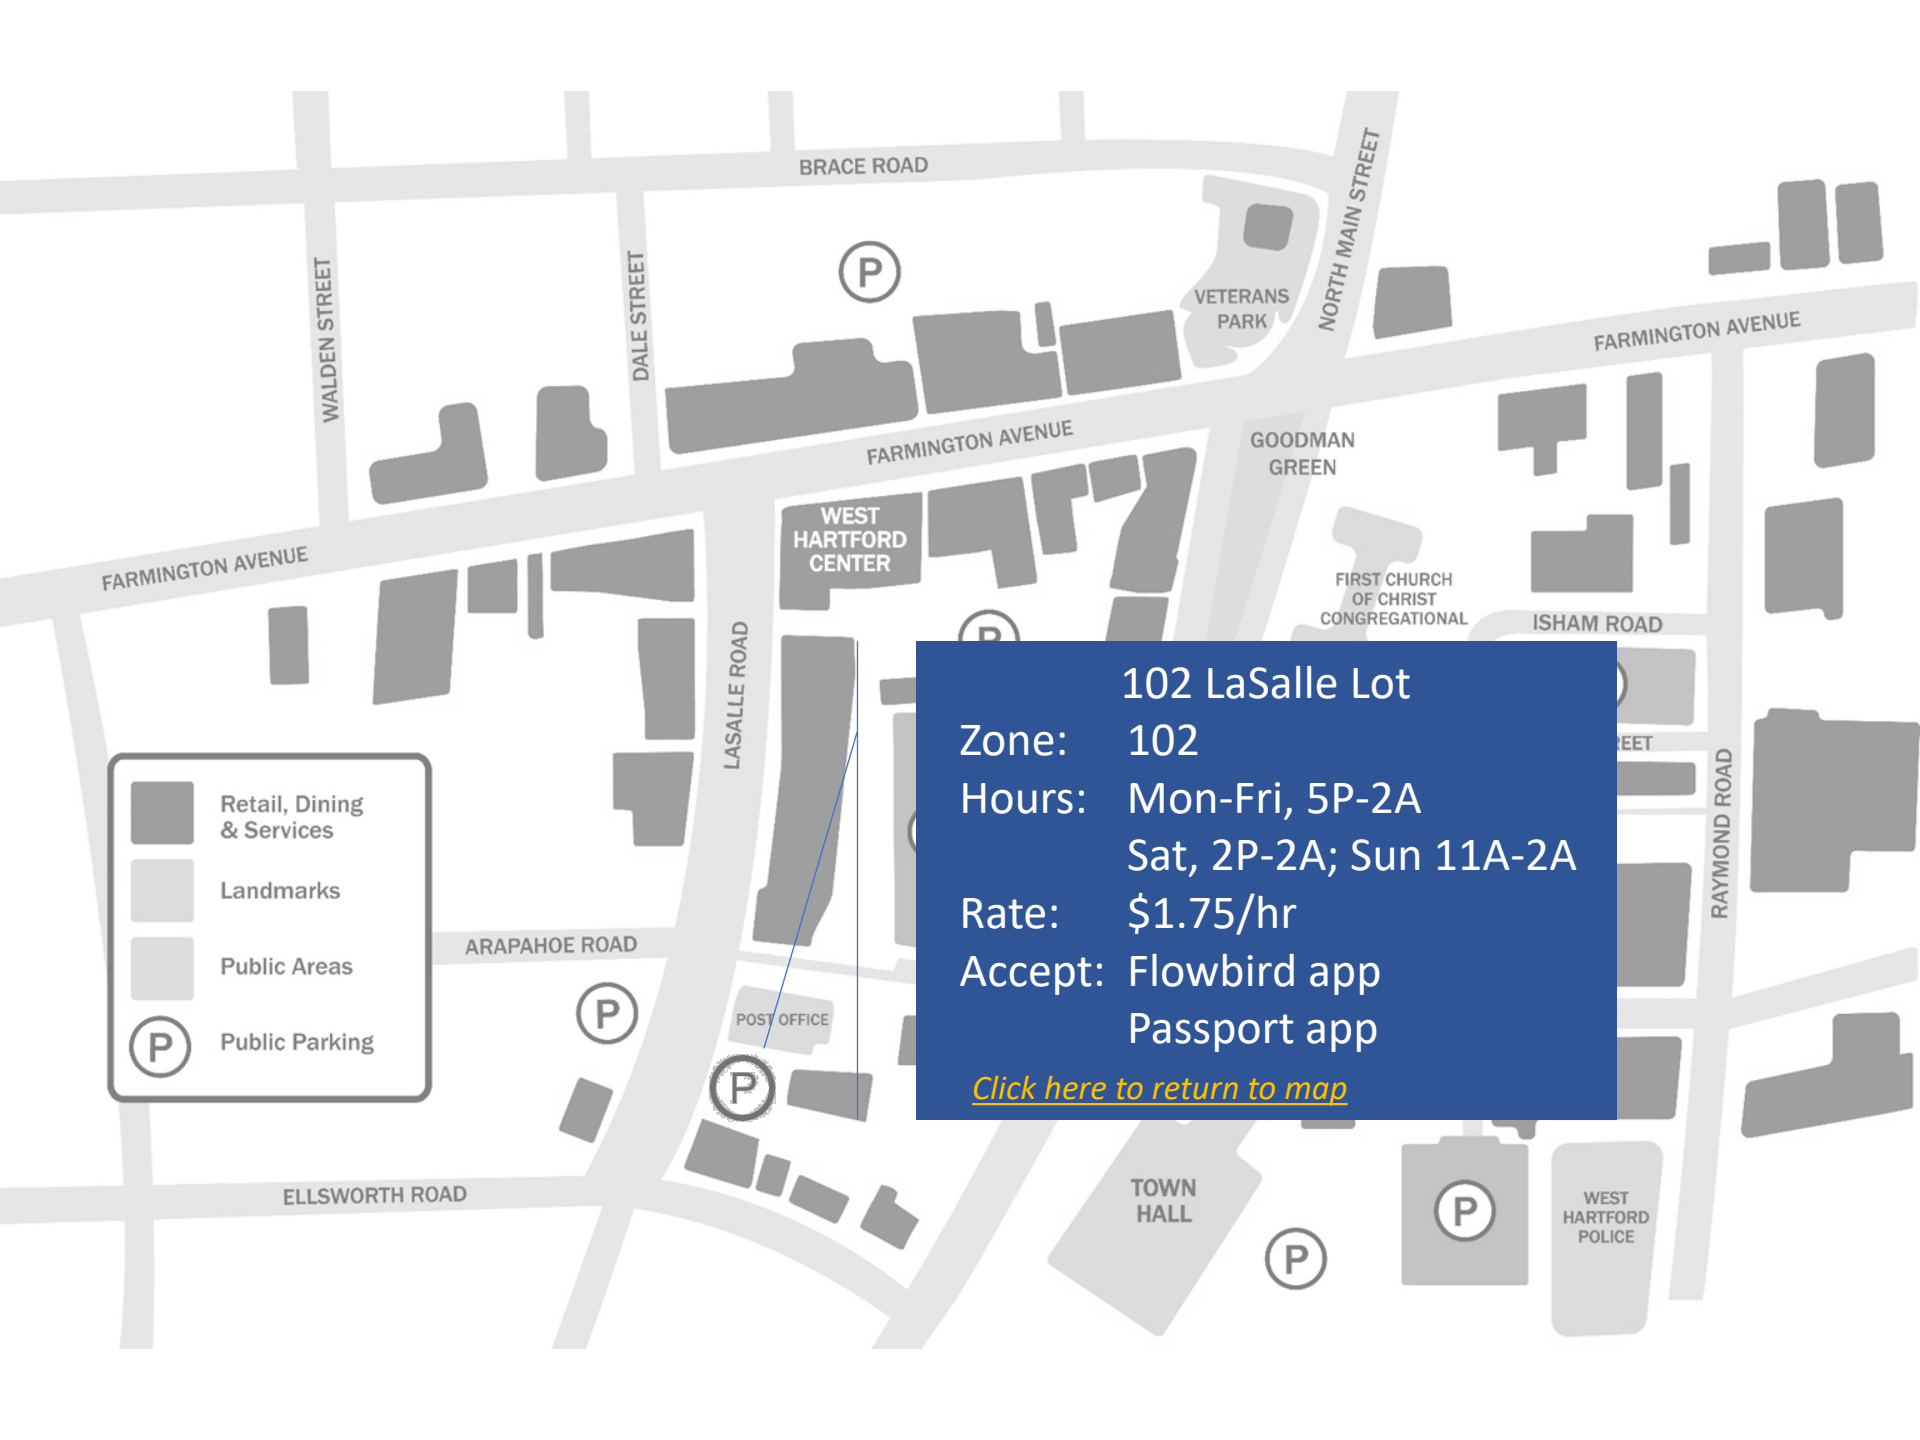 BRACE ROAD
NORTH MAIN STREET
WALDEN STREET
DALE STREET
P
VETERANS
PARK
FARMINGTON AVENUE
FARMINGTON AVENUE
GOODMAN
GREEN
WEST
HARTFORD
CENTER
FARMINGTON AVENUE
FIRST CHURCH
OF CHRIST
CONGREGATIONAL
ISHAM ROAD
P
LASALLE ROAD
REET
RAYMOND ROAD
102 LaSalle Lot
Zone: 102
Hours: Mon-Fri, 5P-2A
Sat, 2P-2A; Sun 11A-2A
Rate: $1.75/hr
Accept: Flowbird app
Passport app
Click here to return to map
Retail, Dining
& Services
Landmarks
Public Areas
P Public Parking
ARAPAHOE ROAD
P
POST OFFICE
P
ELLSWORTH ROAD
TOWN
HALL
P
P
WEST
HARTFORD
POLICE